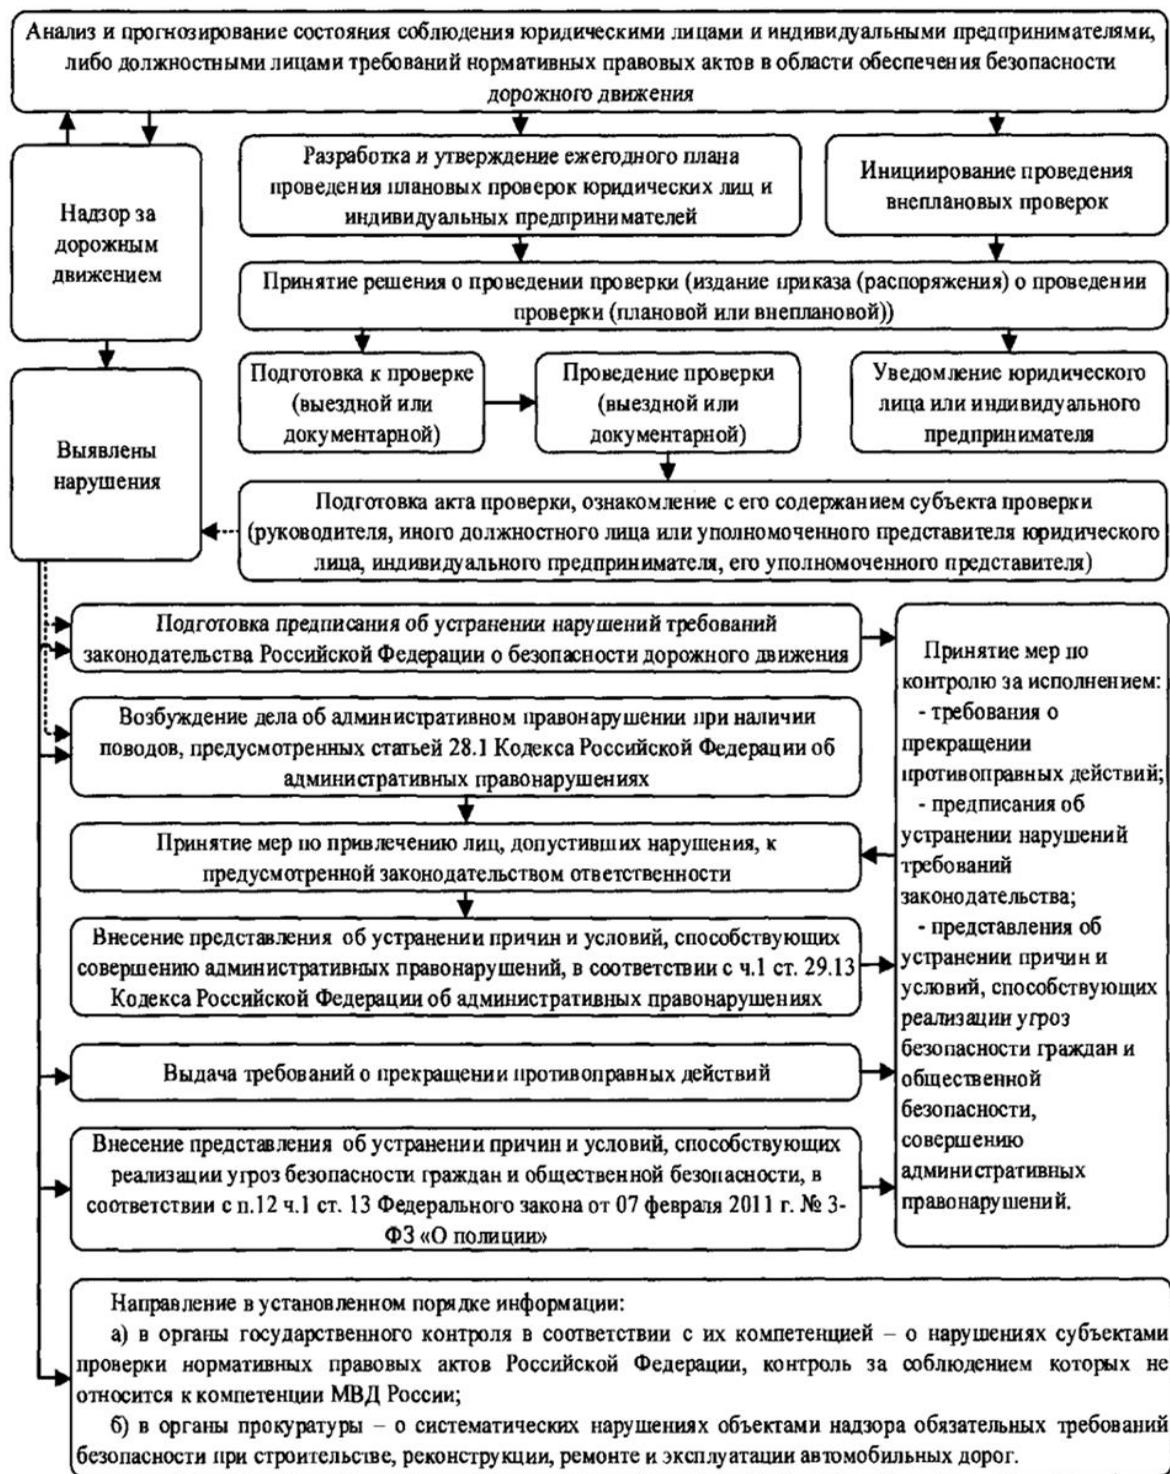 Анализ и прогнозирование состояния соблюдения юридическими лицами и индивидуальными предпринимателями,
либо должностными лицами требований нормативных правовых актов в области обеспечения безопасности
дорожного движения
Надзор за
дорожным
движением
Разработка и утверждение ежегодного плана
проведения плановых проверок юридических лиц и
индивидуальных предпринимателей
Инициирование проведения
внеплановых проверок
Принятие решения о проведении проверки (издание приказа (распоряжения) о проведении
проверки (плановой или внеплановой))
Подготовка к проверке
(выездной или
документарной)
Проведение проверки
(выездной или
документарной)
Уведомление юридического
лица или индивидуального
предпринимателя
Выявлены
нарушения
Подготовка акта проверки, ознакомление с его содержанием субъекта проверки
(руководителя, иного должностного лица или уполномоченного представителя юридического
лица, индивидуального предпринимателя, его уполномоченного представителя)
Подготовка предписания об устранении нарушений требований
законодательства Российской Федерации о безопасности дорожного движения
Возбуждение дела об административном правонарушении при наличии
поводов, предусмотренных статьей 28.1 Кодекса Российской Федерации об
административных правонарушениях
Принятие мер по привлечению лиц, допустивших нарушения, к
предусмотренной законодательством ответственности
Внесение представления об устранении причин и условий, способствующих
совершению административных правонарушений, в соответствии с ч.1 ст. 29.13
Кодекса Российской Федерации об административных правонарушениях
Выдача требований о прекращении противоправных действий
Внесение представления об устранении причин и условий, способствующих
реализации угроз безопасности граждан и общественной безопасности, в
соответствии с п.12 ч.1 ст. 13 Федерального закона от 07 февраля 2011 г. № 3-
ФЗ «О полиции»
Принятие мер по
контролю за исполнением:
- требования о
прекращении
противоправных действий;
- предписания об
устранении нарушений
требований
законодательства;
- представления об
устранении причин и
условий, способствующих
реализации угроз
безопасности граждан и
общественной
безопасности,
совершению
административных
правонарушений.
Направление в установленном порядке информации:
а) в органы государственного контроля в соответствии с их компетенцией – о нарушениях субъектами
проверки нормативных правовых актов Российской Федерации, контроль за соблюдением которых не
относится к компетенции МВД России;
б) в органы прокуратуры – о систематических нарушениях объектами надзора обязательных требований
безопасности при строительстве, реконструкции, ремонте и эксплуатации автомобильных дорог.